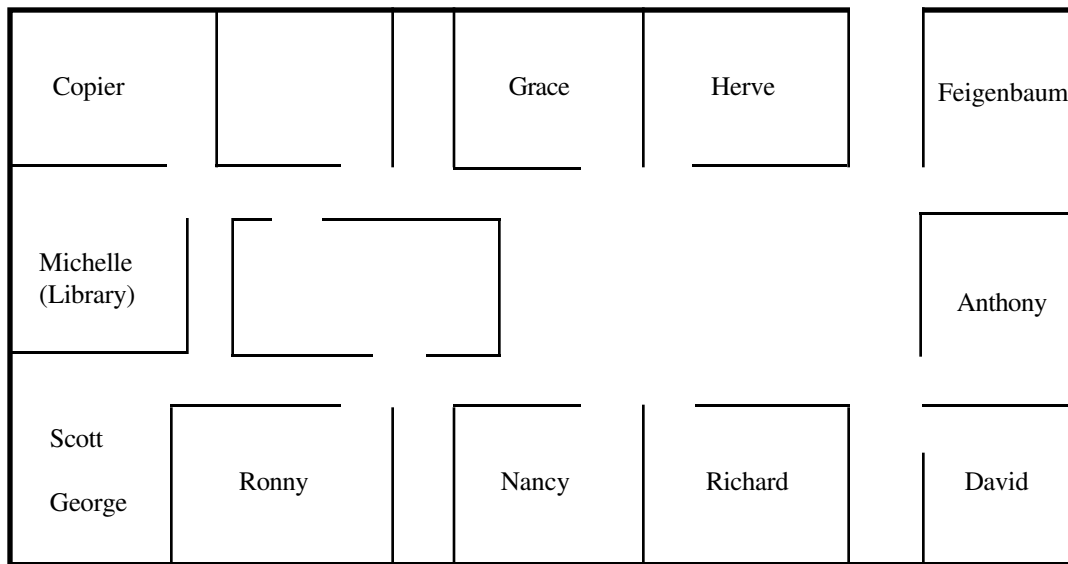 Copier
Grace
Herve
Feigenbaum
Michelle
(Library)
Anthony
Scott
George
Ronny
Nancy
Richard
David